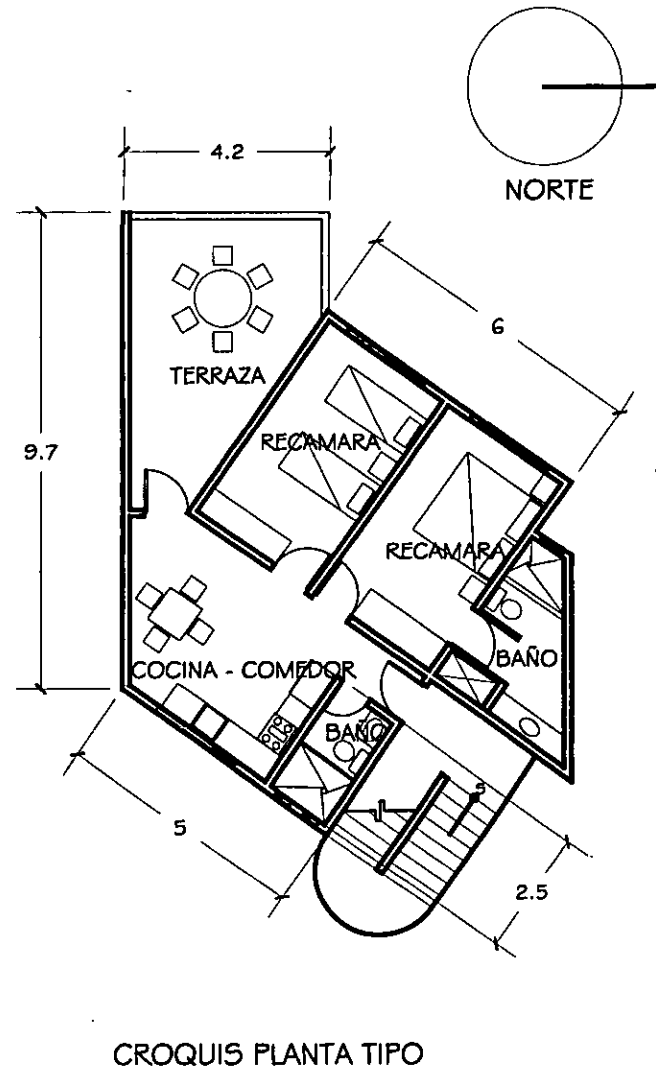 NORTE
4.2
6
TERRAZA
9.7
RECAMARA
RECAMARA
BAÑO
COCINA - COMEDOR
BAÑO
S
5
2.5
CROQUIS PLANTA TIPO